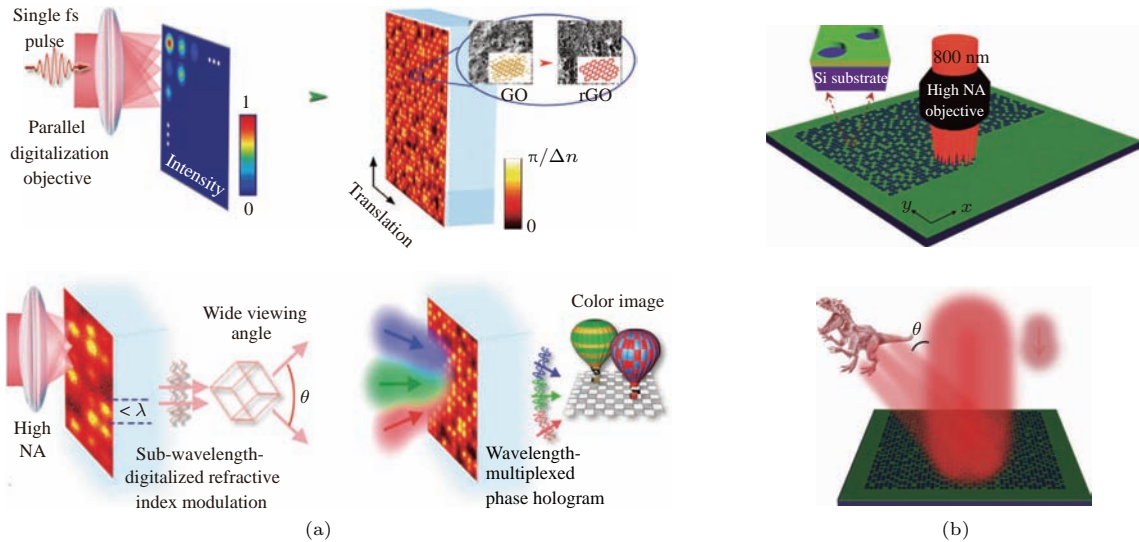 Single fs
pulse
Parallel
digitalization
objective
Intensity
1
0
GO
rGO
π/Δn
0
Translation
800 nm
High NA
objective
Si substrate
y
x
High
NA
< λ
Wide viewing
angle
θ
Sub-wavelength-
digitalized refractive
index modulation
Color image
Wavelength-
multiplexed
phase hologram
θ
(a)
(b)